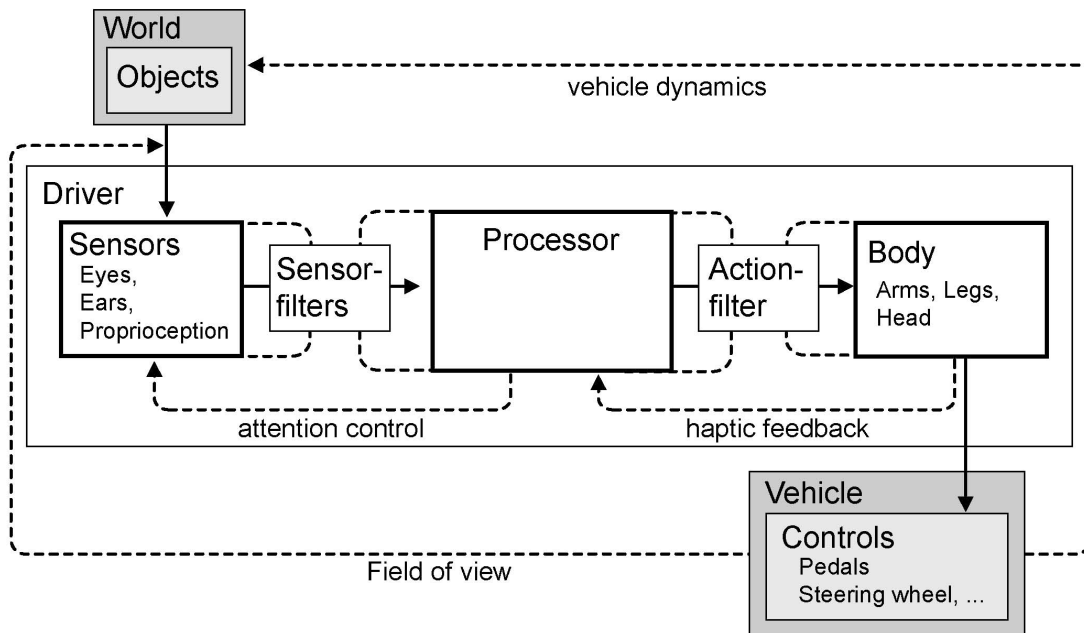 World
Objects
vehicle dynamics
Driver
Sensors
Eyes,
Ears,
Proprioception
Sensor-
filters
Processor
Action-
filter
Body
Arms, Legs,
Head
attention control
haptic feedback
Vehicle
Controls
Pedals
Steering wheel, ...
Field of view